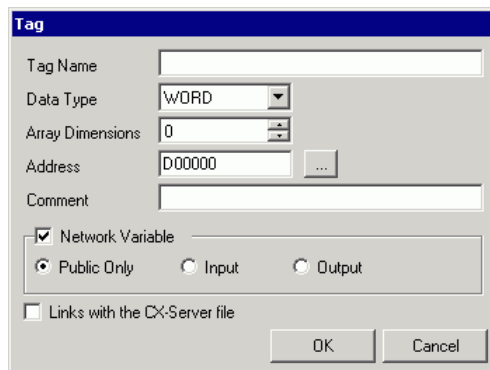 Tag
Tag Name
Data Type WORD
Array Dimensions 0
Address D00000 ...
Comment
Network Variable
Public Only Input Output
Links with the CX-Server file
OK Cancel